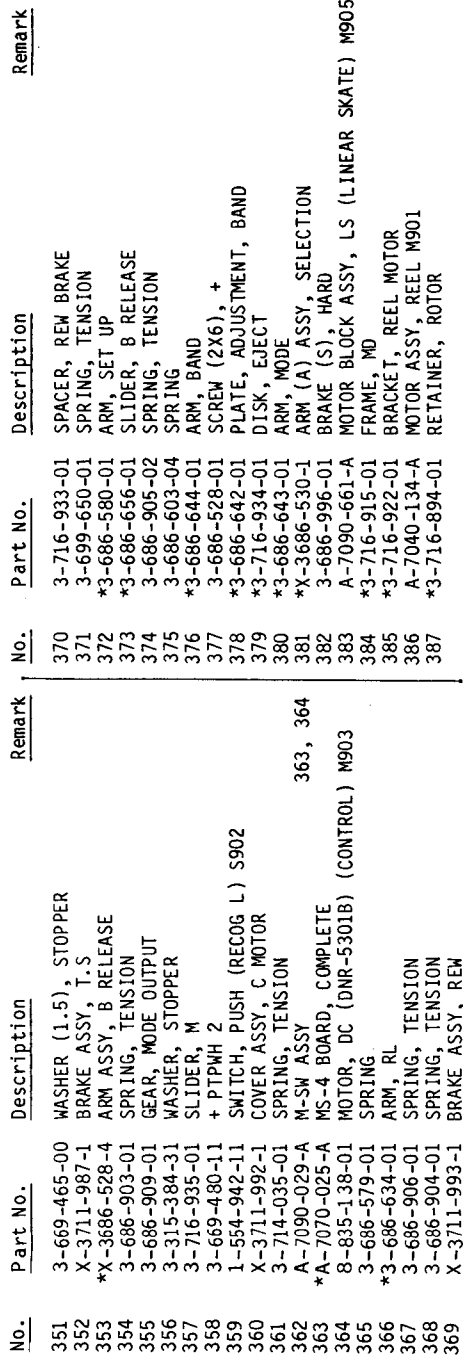 No. Part No. Description Remark
351 3-669-465-00 WASHER (1.5), STOPPER
352 X-3711-987-1 BRAKE ASSY, T.S
353 *X-3686-528-4 ARM ASSY, B RELEASE
354 3-686-903-01 SPRING, TENSION
355 3-686-909-01 GEAR, MODE OUTPUT
356 3-315-384-31 WASHER, STOPPER
357 3-716-935-01 SLIDER, M
358 3-669-480-11 + PTPWH 2
359 1-554-942-11 SWITCH, PUSH (RECOG L) S902
360 X-3711-992-1 COVER ASSY, C MOTOR
361 3-714-035-01 SPRING, TENSION
362 A-7090-029-A M-SW ASSY 363, 364
363 *A-7070-025-A MS-4 BOARD, COMPLETE
364 8-835-138-01 MOTOR, DC (DNR-5301B) (CONTROL) M903
365 3-686-579-01 SPRING
366 *3-686-634-01 ARM, RL
367 3-686-906-01 SPRING, TENSION
368 3-686-904-01 SPRING, TENSION
369 X-3711-993-1 BRAKE ASSY, REW
No. Part No. Description Remark
370 3-716-933-01 SPACER, REW BRAKE
371 3-699-650-01 SPRING, TENSION
372 *3-686-580-01 ARM, SET UP
373 *3-686-656-01 SLIDER, B RELEASE
374 3-686-905-02 SPRING, TENSION
375 3-686-603-04 SPRING
376 *3-686-644-01 ARM, BAND
377 3-686-528-01 SCREW (2X6), +
378 *3-686-642-01 PLATE, ADJUSTMENT, BAND
379 *3-716-934-01 DISK, EJECT
380 *3-686-643-01 ARM, MODE
381 *X-3686-530-1 ARM (A) ASSY, SELECTION
382 3-686-996-01 BRAKE (S), HARD
383 A-7090-661-A MOTOR BLOCK ASSY, LS (LINEAR SKATE) M905
384 *3-716-915-01 FRAME, MD
385 *3-716-922-01 BRACKET, REEL MOTOR
386 A-7040-134-A MOTOR ASSY, REEL M901
387 *3-716-894-01 RETAINER, ROTOR